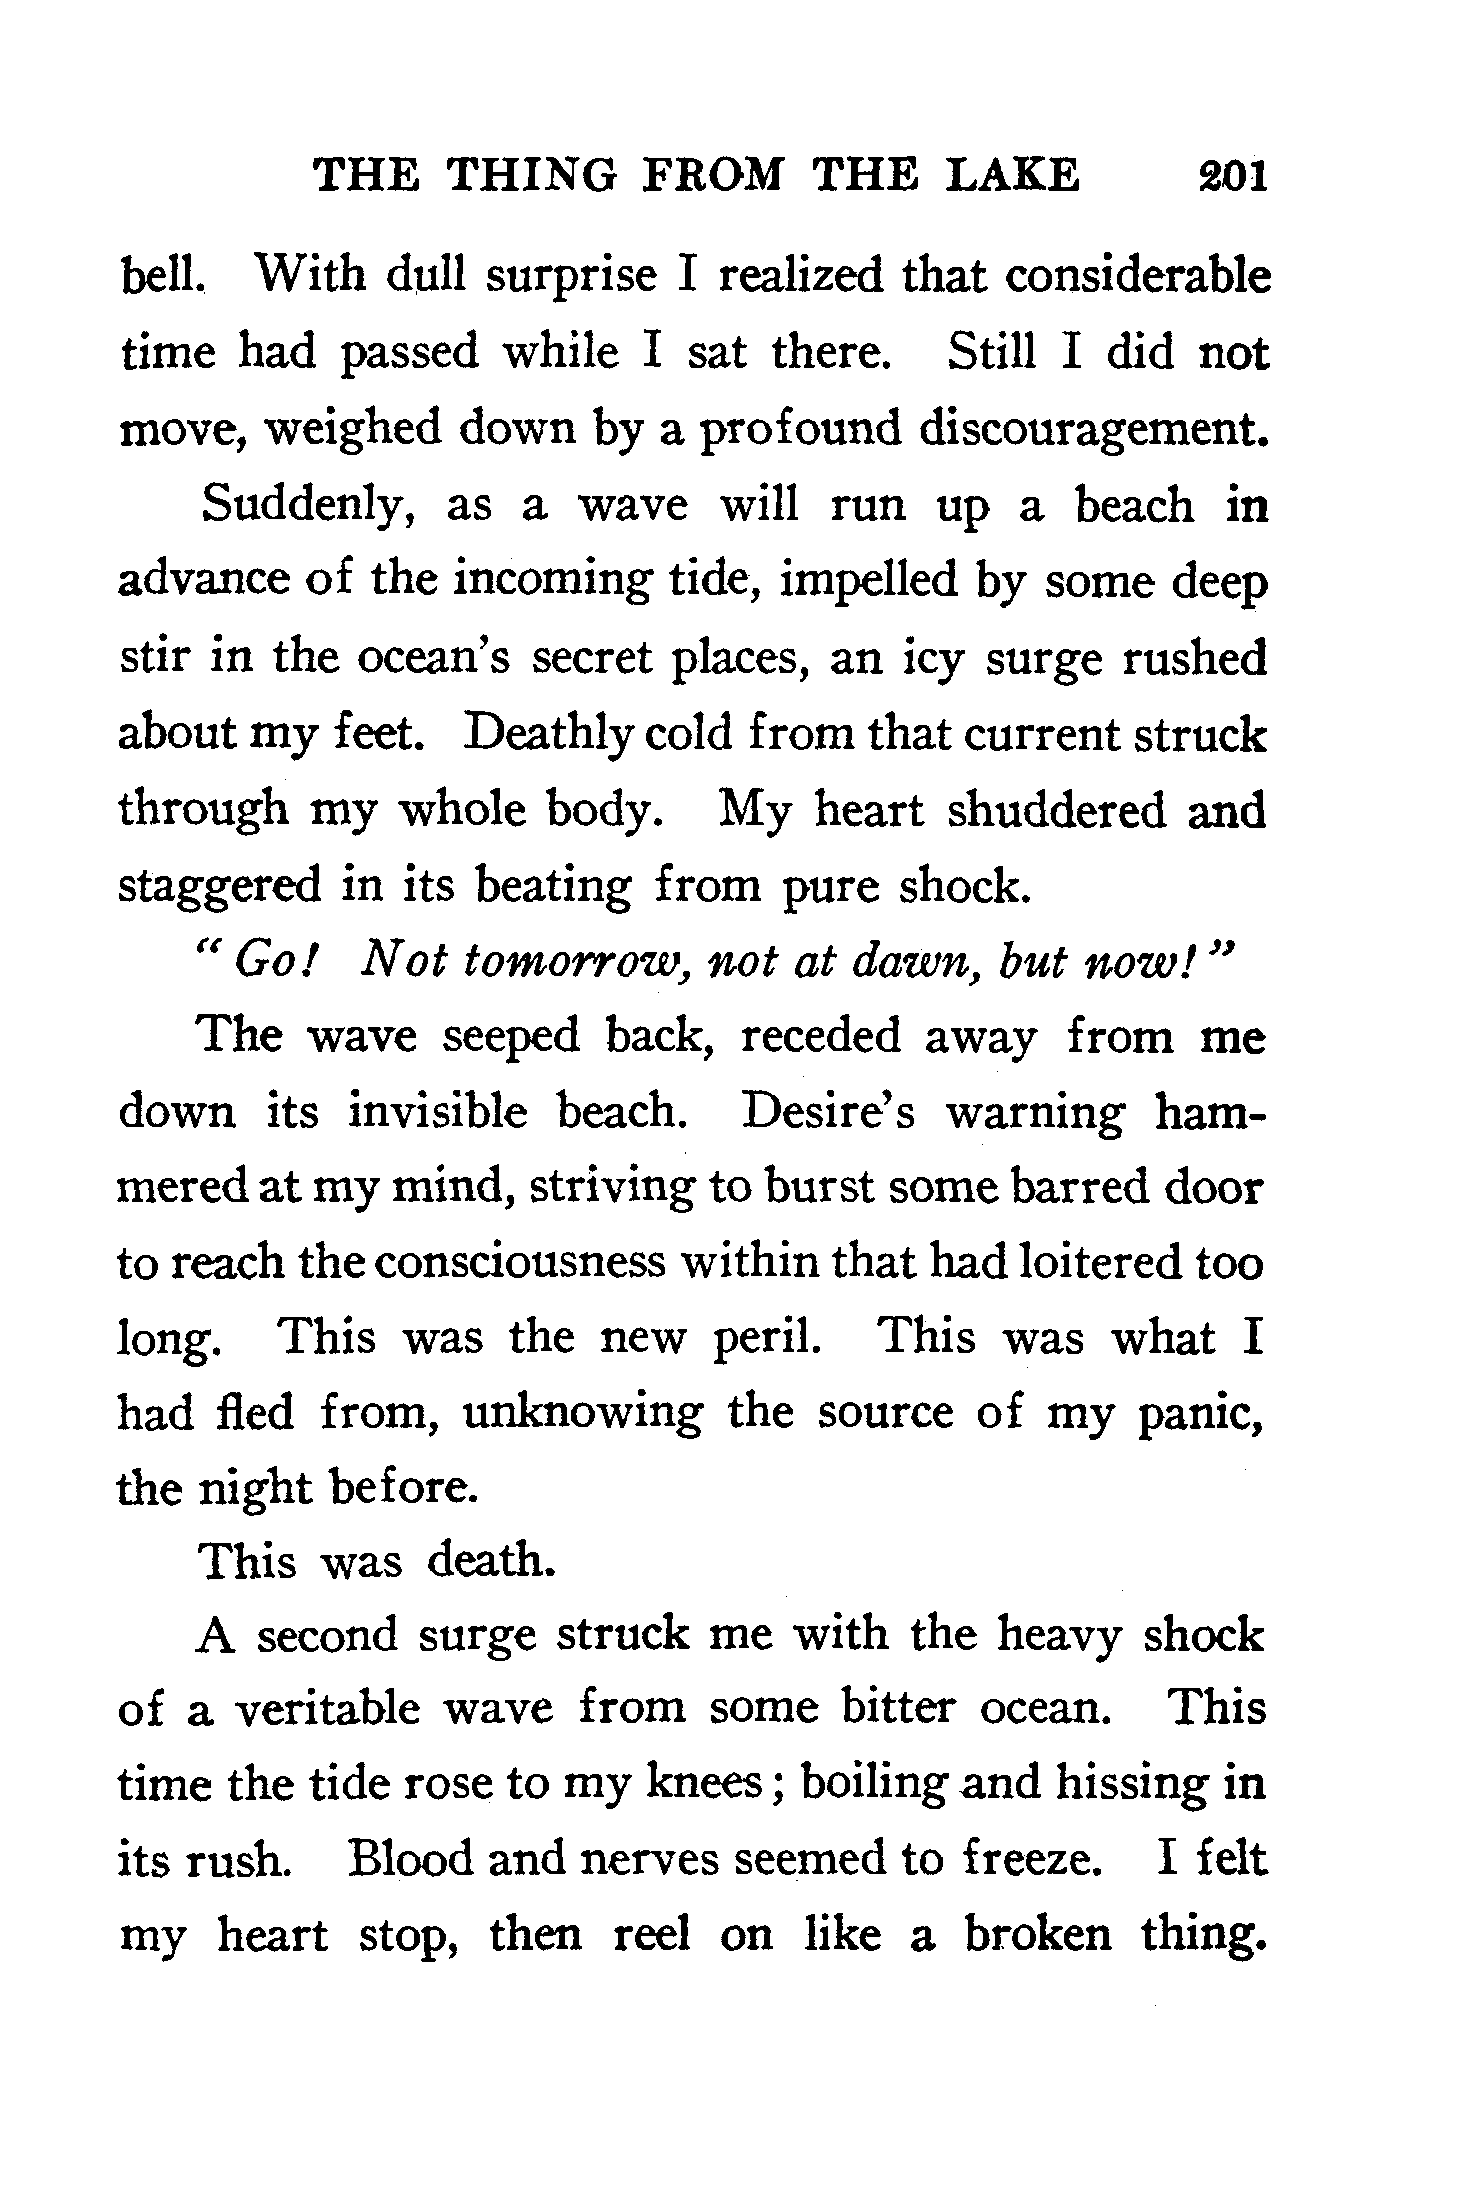 THE THING FROM THE LAKE 201
bell. With dull surprise I realized that considerable
time had passed while I sat there. Still I did not
move, weighed down by a profound discouragement.
Suddenly, as a wave will run up a beach in
advance of the incoming tide, impelled by some deep
stir in the ocean's secret places, an icy surge rushed
about my feet. Deathly cold from that current struck
through my whole body. My heart shuddered and
staggered in its beating from pure shock.
“ Go! Not tomorrow, not at dawn, but now! ”
The wave seeped back, receded away from me
down its invisible beach. Desire's warning ham-
mered at my mind, striving to burst some barred door
to reach the consciousness within that had loitered too
long. This was the new peril. This was what I
had fled from, unknowing the source of my panic,
the night before.
This was death.
A second surge struck me with the heavy shock
of a veritable wave from some bitter ocean. This
time the tide rose to my knees; boiling and hissing in
its rush. Blood and nerves seemed to freeze. I felt
my heart stop, then reel on like a broken thing.